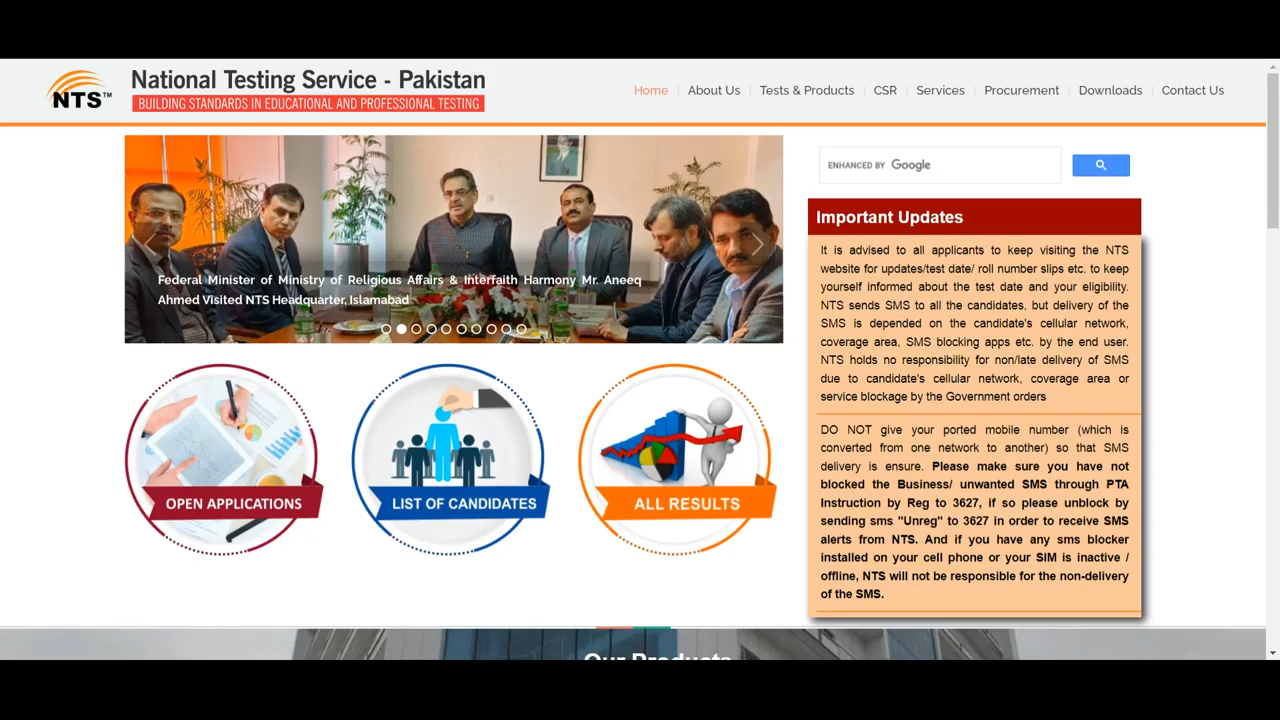 NTS™
National Testing Service - Pakistan
BUILDING STANDARDS IN EDUCATIONAL AND PROFESSIONAL TESTING
Home
About Us
Tests & Products
CSR
Services
Procurement
Downloads
Contact Us
Federal Minister of Ministry of Religious Affairs & Interfaith Harmony Mr. Aneeq
Ahmed Visited NTS Headquarter, Islamabad
OPEN APPLICATIONS
LIST OF CANDIDATES
ALL RESULTS
ENHANCED BY Google
Important Updates
It is advised to all applicants to keep visiting the NTS
website for updates/test date/ roll number slips etc. to keep
yourself informed about the test date and your eligibility.
NTS sends SMS to all the candidates, but delivery of the
SMS is depended on the candidate's cellular network,
coverage area, SMS blocking apps etc. by the end user.
NTS holds no responsibility for non/late delivery of SMS
due to candidate's cellular network, coverage area or
service blockage by the Government orders
DO NOT give your ported mobile number (which is
converted from one network to another) so that SMS
delivery is ensure. Please make sure you have not
blocked the Business/ unwanted SMS through PTA
Instruction by Reg to 3627, if so please unblock by
sending sms "Unreg" to 3627 in order to receive SMS
alerts from NTS. And if you have any sms blocker
installed on your cell phone or your SIM is inactive /
offline, NTS will not be responsible for the non-delivery
of the SMS.
Our Products